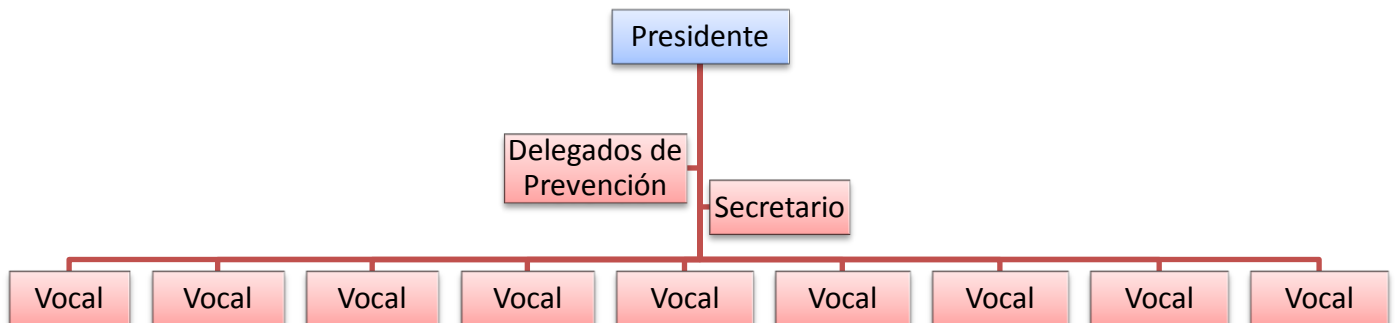 Presidente
Delegados de
Prevención
Secretario
Vocal
Vocal
Vocal
Vocal
Vocal
Vocal
Vocal
Vocal
Vocal